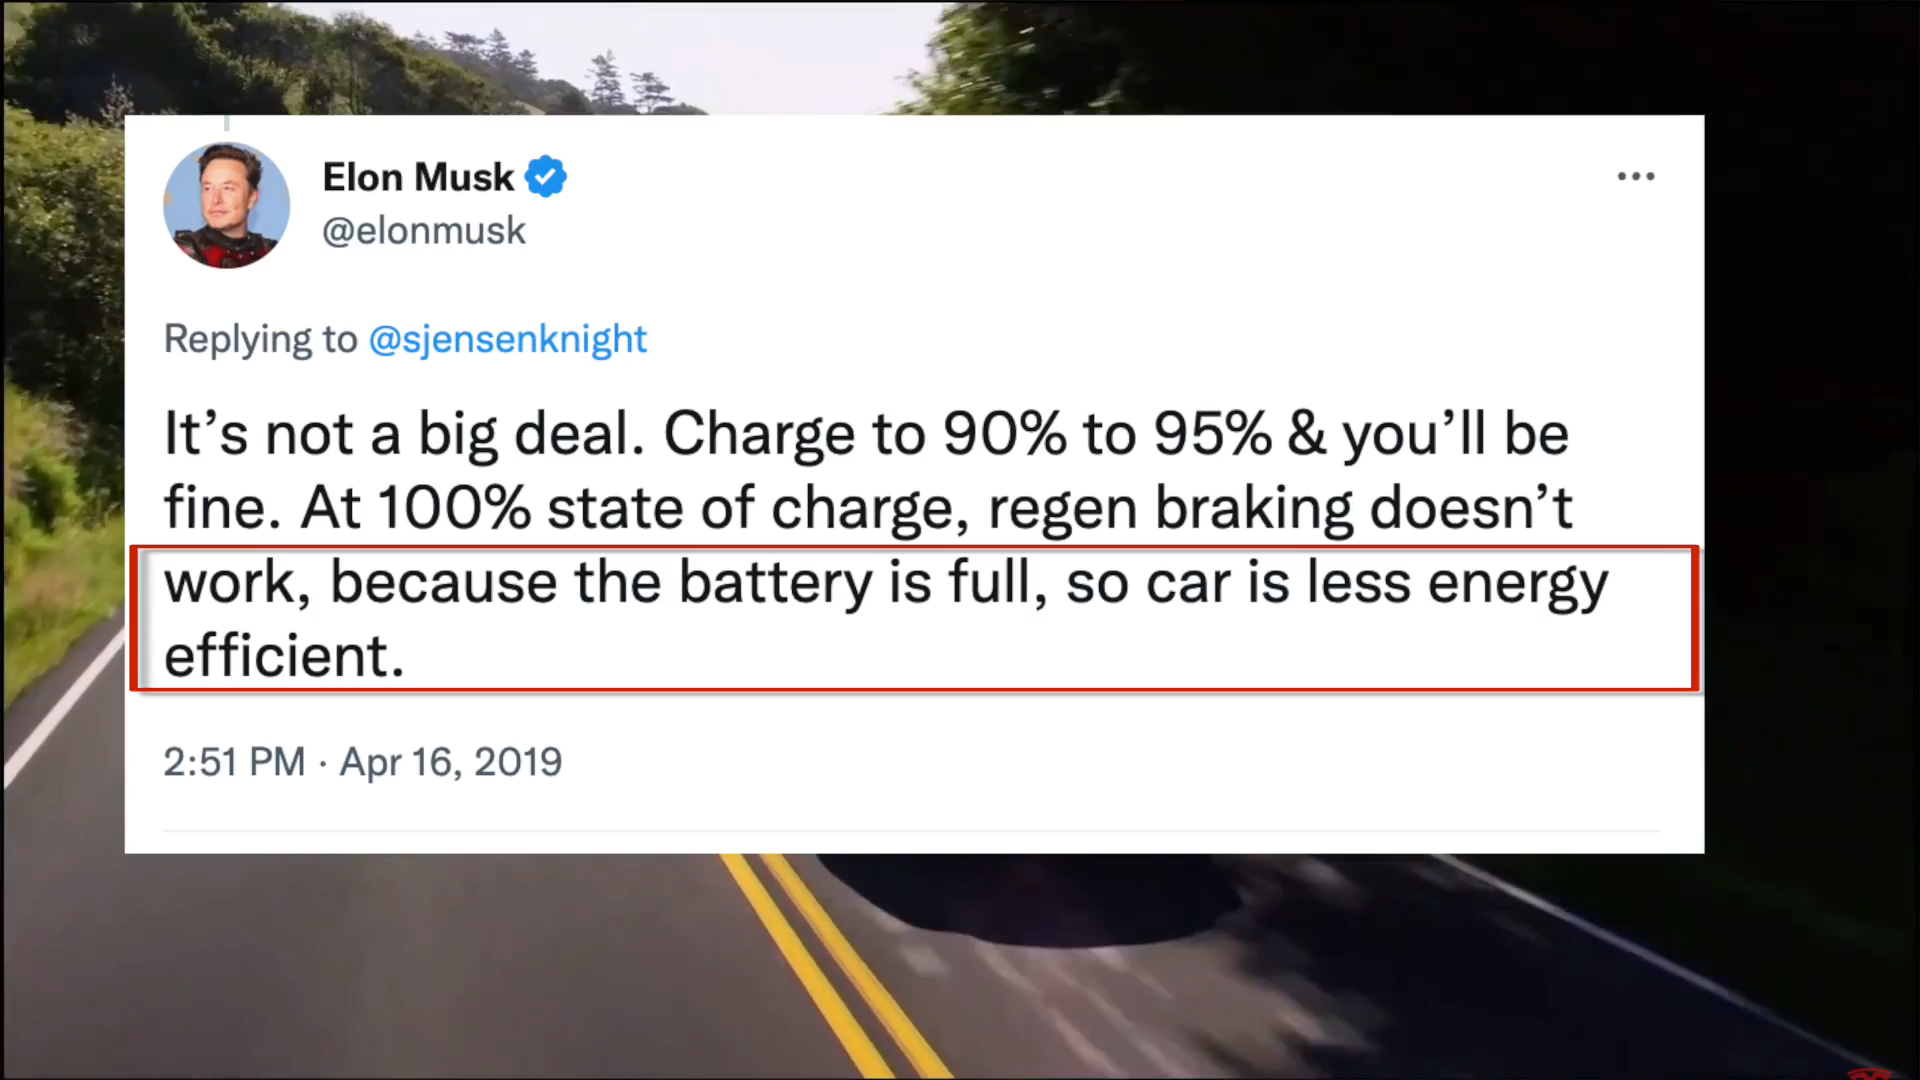 Elon Musk
@elonmusk
Replying to @sjensenknight
It’s not a big deal. Charge to 90% to 95% & you’ll be
fine. At 100% state of charge, regen braking doesn’t
work, because the battery is full, so car is less energy
efficient.
2:51 PM · Apr 16, 2019